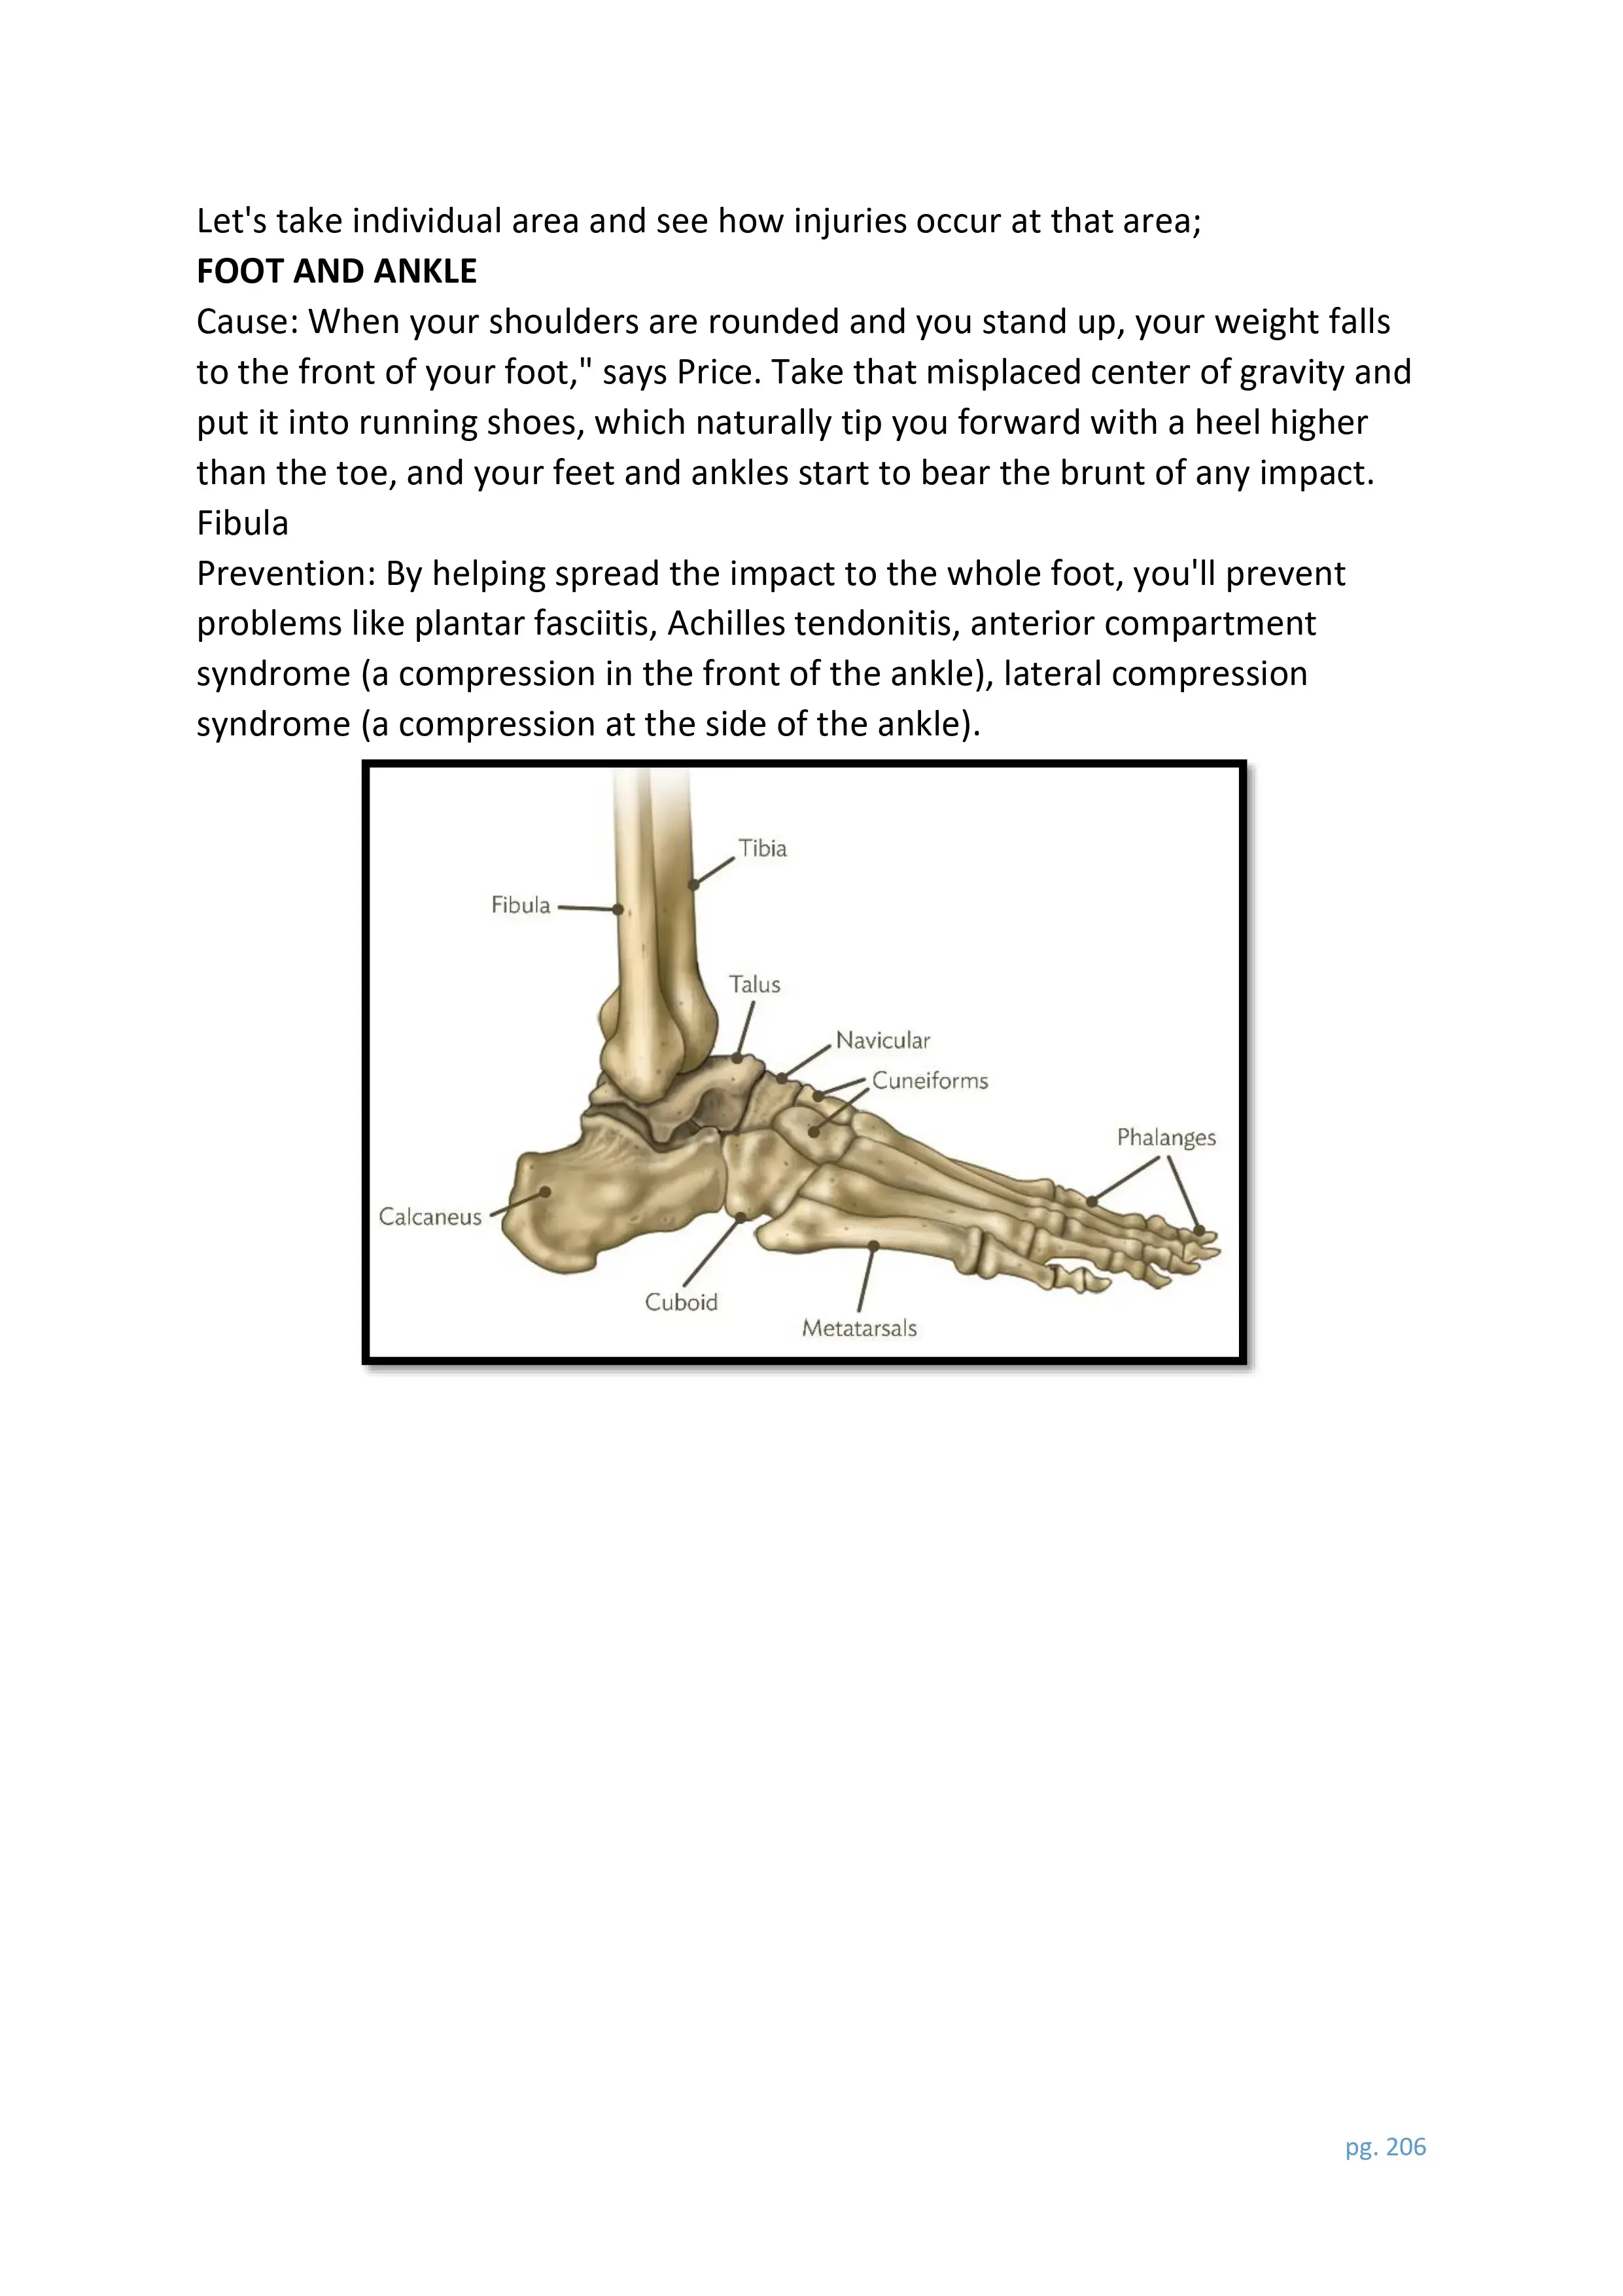 Let's take individual area and see how injuries occur at that area;
FOOT AND ANKLE
Cause: When your shoulders are rounded and you stand up, your weight falls
to the front of your foot," says Price. Take that misplaced center of gravity and
put it into running shoes, which naturally tip you forward with a heel higher
than the toe, and your feet and ankles start to bear the brunt of any impact.
Fibula
Prevention: By helping spread the impact to the whole foot, you'll prevent
problems like plantar fasciitis, Achilles tendonitis, anterior compartment
syndrome (a compression in the front of the ankle), lateral compression
syndrome (a compression at the side of the ankle).
Tibia
Fibula
Talus
Navicular
Cuneiforms
Phalanges
Calcaneus
Cuboid
Metatarsals
pg. 206